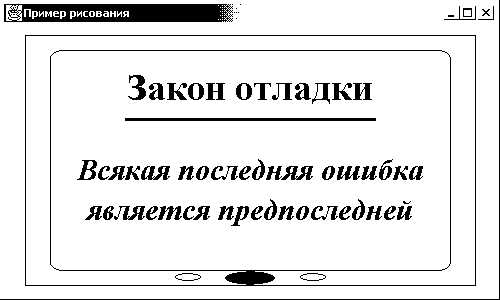 Пример рисования
Закон отладки
Всякая последняя ошибка
является предпоследней